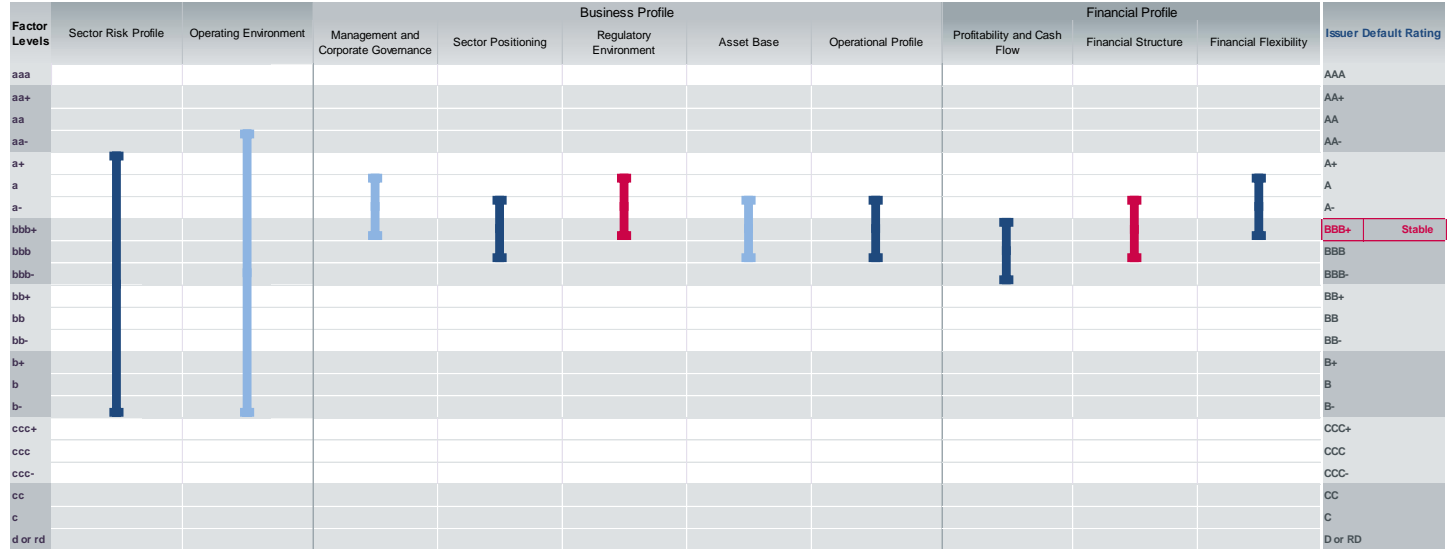 Business Profile
Financial Profile
Factor
Levels
Sector Risk Profile
Operating Environment
Management and
Corporate Governance
Sector Positioning
Regulatory
Environment
Asset Base
Operational Profile
Profitability and Cash
Flow
Financial Structure
Financial Flexibility
Issuer Default Rating
aaa AAA
aa+ AA+
aa AA
aa- AA-
a+ A+
a A
a- A-
bbb+ BBB+ Stable
bbb BBB
bbb- BBB-
bb+ BB+
bb BB
bb- BB-
b+ B+
b B
b- B-
ccc+ CCC+
ccc CCC
ccc- CCC-
cc CC
c C
d or rd D or RD